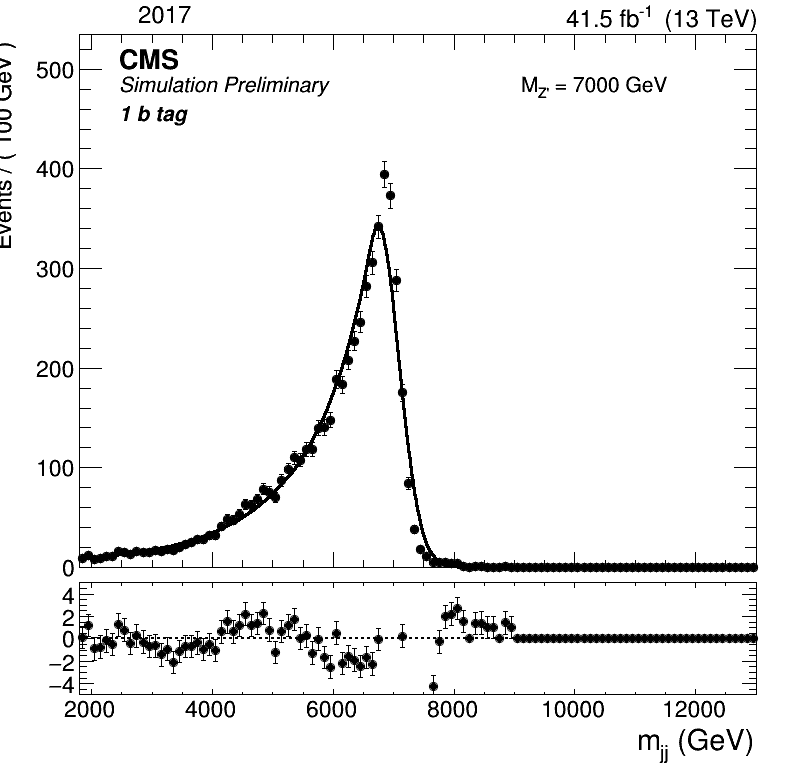 2017
41.5 fb-1 (13 TeV)
CMS
Simulation Preliminary
1 b tag
MZ' = 7000 GeV
Events / ( 100 GeV )
500
400
300
200
100
0
4
2
0
−2
−4
2000 4000 6000 8000 10000 12000
mjj (GeV)